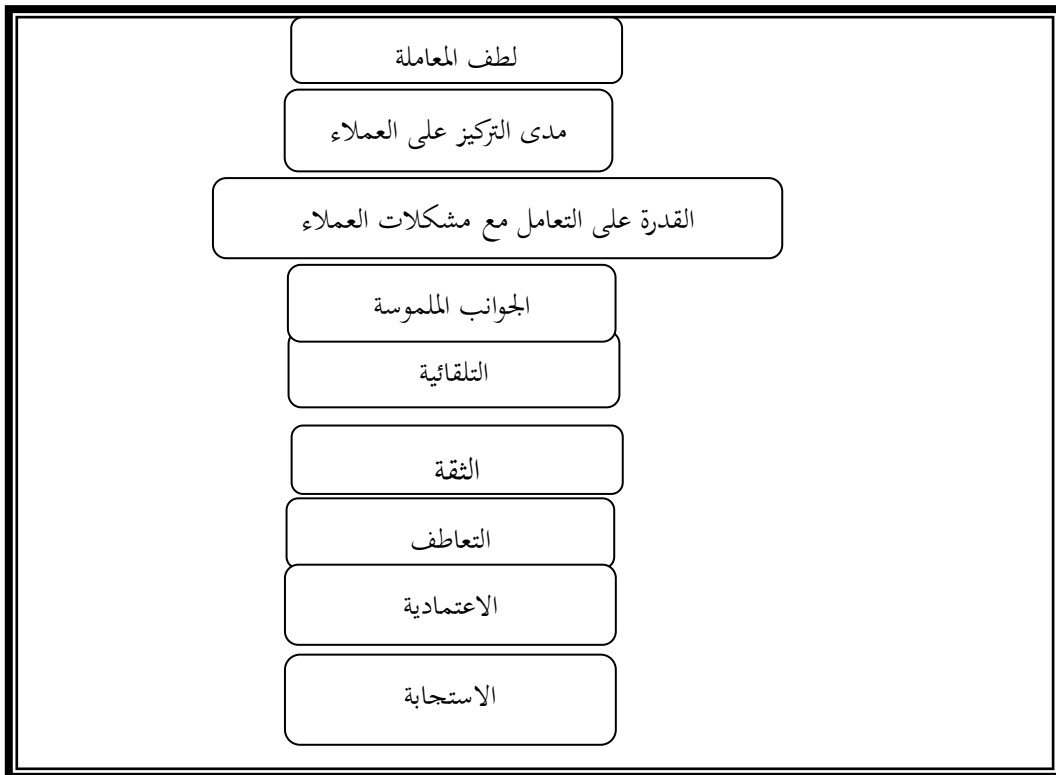 لطف المعاملة
مدى التركيز على العملاء
القدرة على التعامل مع مشكلات العملاء
الجوانب الملموسة
التلقائية
الثقة
التعاطف
الاعتمادية
الاستجابة